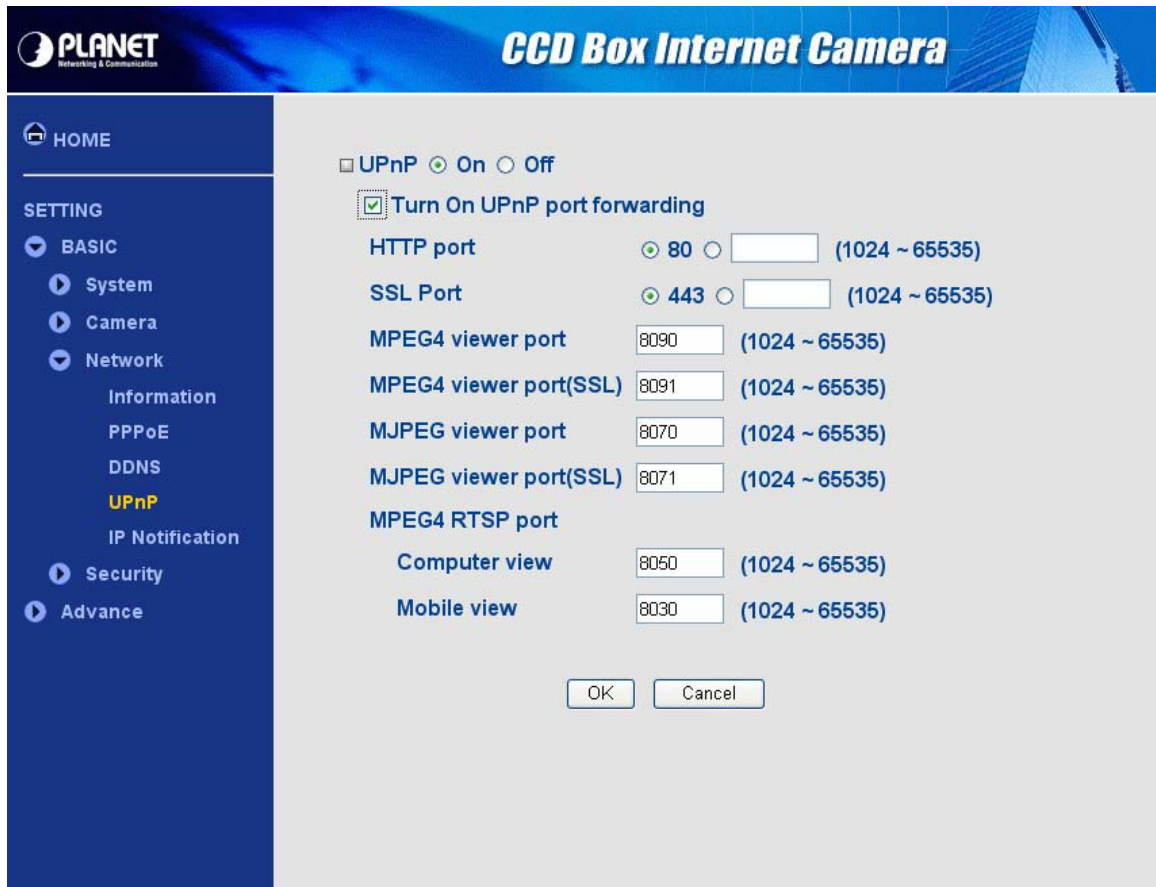 PLANET
Networking & Communication
CCD Box Internet Camera
HOME
SETTING
BASIC
System
Camera
Network
Information
PPPoE
DDNS
UPnP
IP Notification
Security
Advance
UPnP On Off
Turn On UPnP port forwarding
HTTP port 80 (1024 ~ 65535)
SSL Port 443 (1024 ~ 65535)
MPEG4 viewer port 8090 (1024 ~ 65535)
MPEG4 viewer port(SSL) 8091 (1024 ~ 65535)
MJPEG viewer port 8070 (1024 ~ 65535)
MJPEG viewer port(SSL) 8071 (1024 ~ 65535)
MPEG4 RTSP port
Computer view 8050 (1024 ~ 65535)
Mobile view 8030 (1024 ~ 65535)
OK Cancel